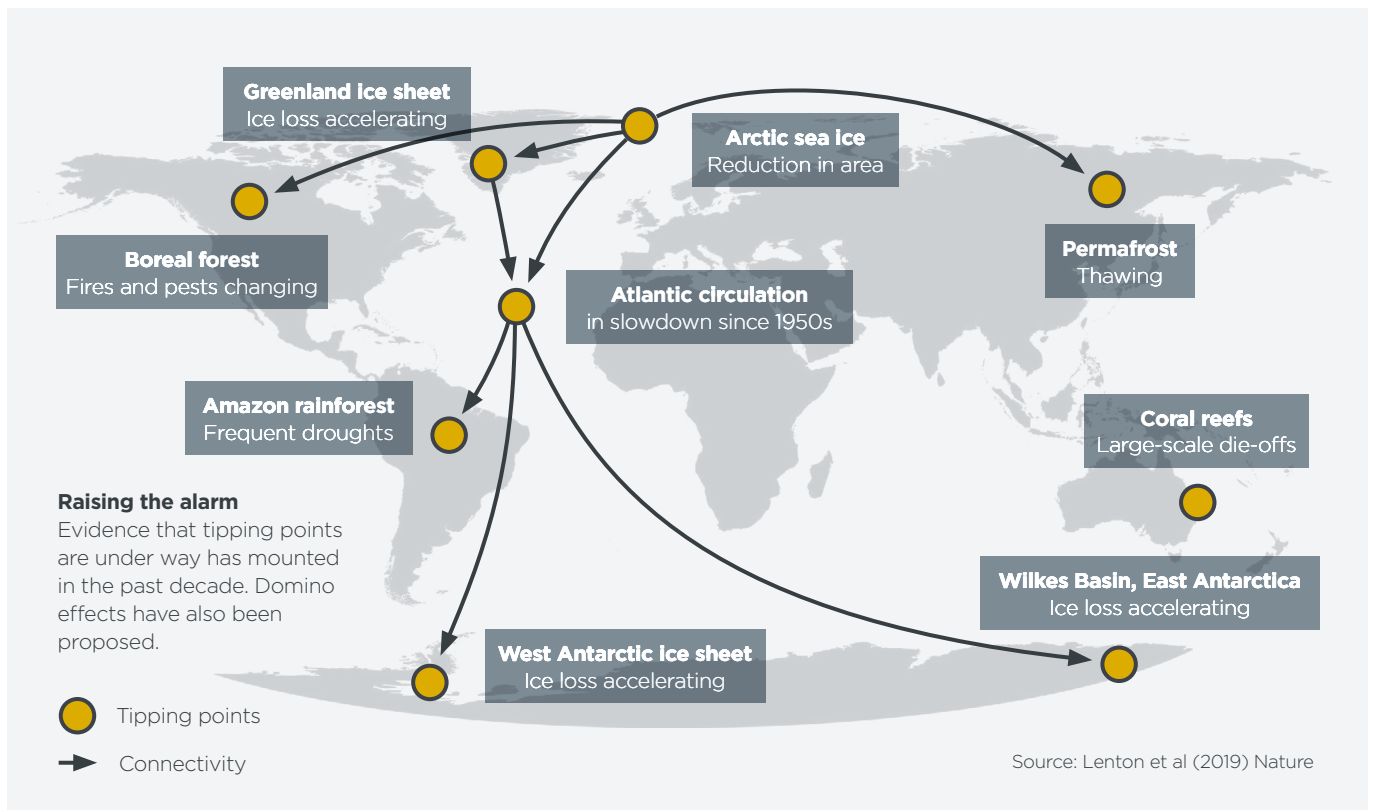 Greenland ice sheet
Ice loss accelerating
Arctic sea ice
Reduction in area
Boreal forest
Fires and pests changing
Permafrost
Thawing
Atlantic circulation
in slowdown since 1950s
Amazon rainforest
Frequent droughts
Coral reefs
Large-scale die-offs
Raising the alarm
Evidence that tipping points
are under way has mounted
in the past decade. Domino
effects have also been
proposed.
Wilkes Basin, East Antarctica
Ice loss accelerating
West Antarctic ice sheet
Ice loss accelerating
Tipping points
Connectivity
Source: Lenton et al (2019) Nature